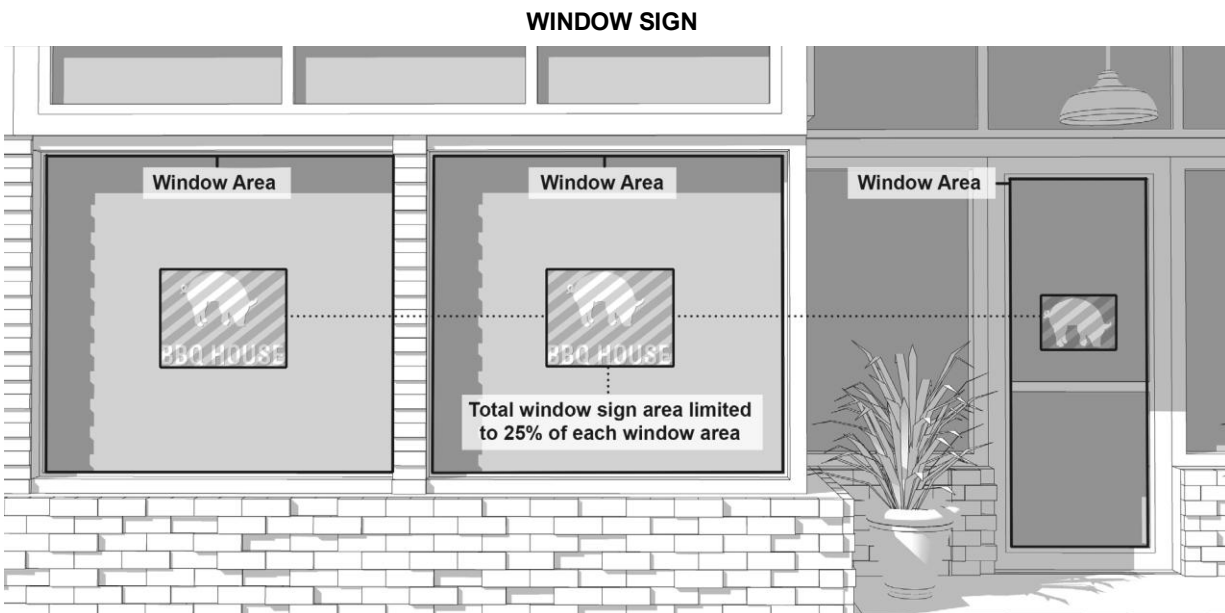 WINDOW SIGN
Window Area
Window Area
Window Area
BBQ HOUSE
BBQ HOUSE
Total window sign area limited
to 25% of each window area